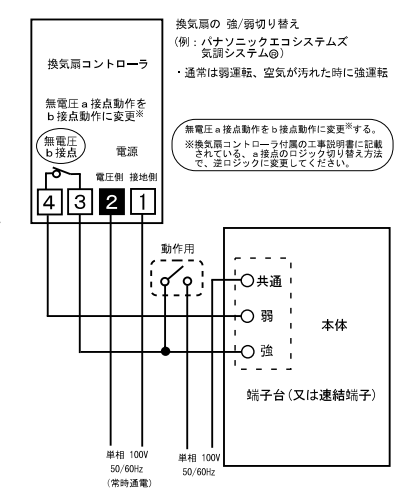 換気扇の 強/弱切り替え
(例：パナソニックエコシステムズ
気調システム㊞)
・通常は弱運転、空気が汚れた時に強運転
換気扇コントローラ
無電圧a接点動作を
b接点動作に変更※
無電圧
b接点
電源
電圧側 接地側
4 3 2 1
無電圧a接点動作をb接点動作に変更※する。
※換気扇コントローラ付属の工事説明書に記載
されている、a接点のロジック切り替え方法
で、逆ロジックに変更してください。
動作用
共通
弱
強
本体
端子台(又は速結端子)
単相 100V
50/60Hz
(常時通電)
単相 100V
50/60Hz